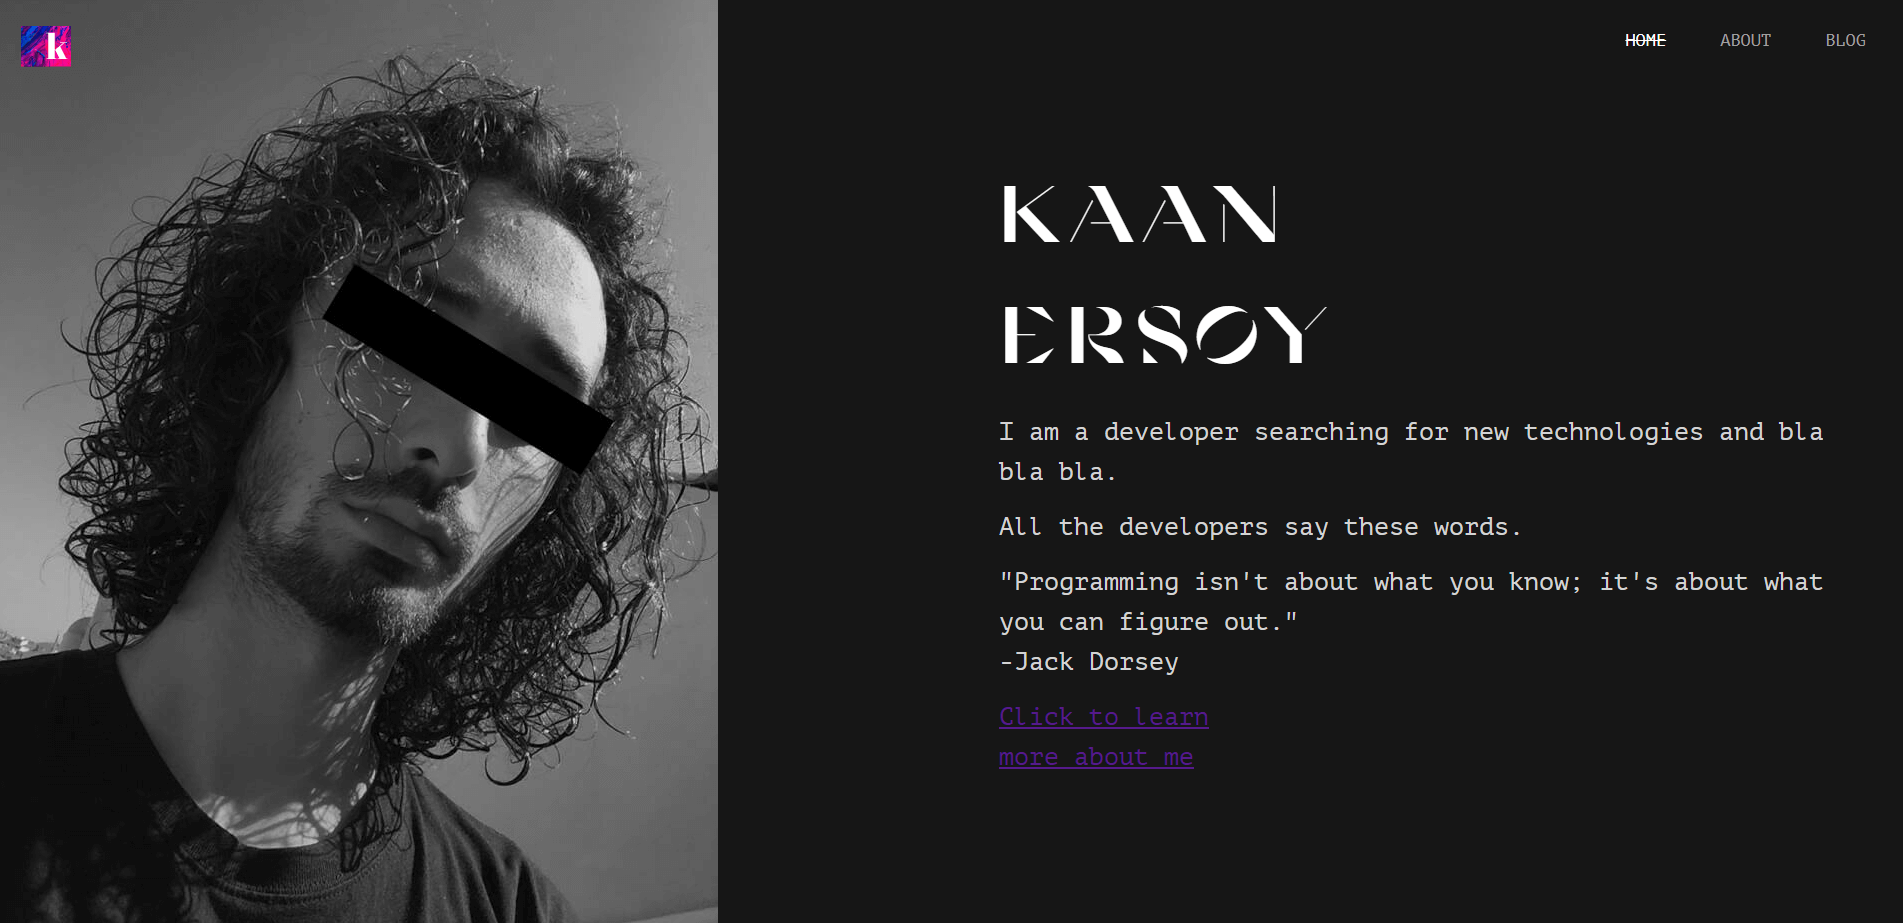 k
HOME
ABOUT
BLOG
KAAN
ERSOY
I am a developer searching for new technologies and bla
bla bla.
All the developers say these words.
"Programming isn't about what you know; it's about what
you can figure out."
-Jack Dorsey
Click to learn
more about me